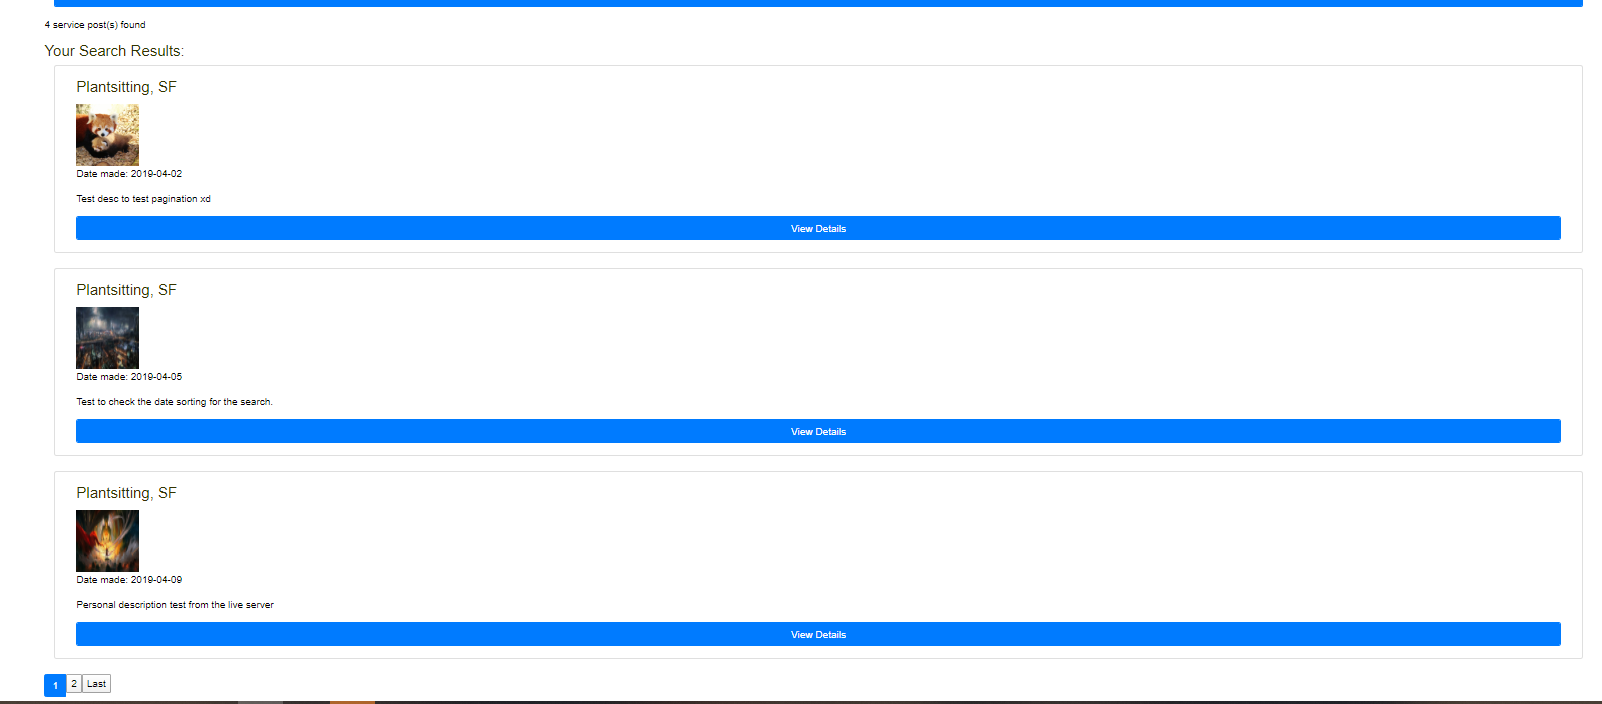 4 service post(s) found
Your Search Results:
Plantsitting, SF
Date made: 2019-04-02
Test desc to test pagination xd
View Details
Plantsitting, SF
Date made: 2019-04-05
Test to check the date sorting for the search.
View Details
Plantsitting, SF
Date made: 2019-04-09
Personal description test from the live server
View Details
1 2 Last